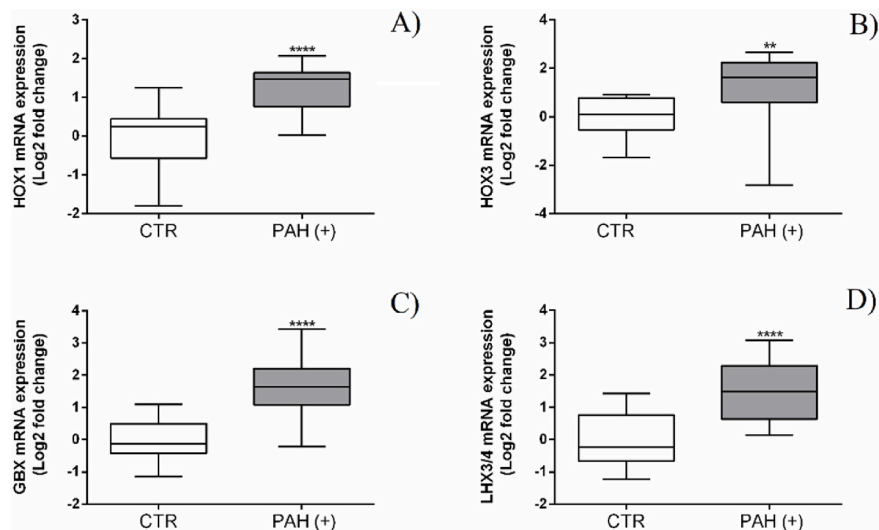 A)
HOX1 mRNA expression
(Log2 fold change)
3
2
1
0
-1
-2
****
CTR
PAH (+)
B)
HOX3 mRNA expression
(Log2 fold change)
4
2
0
-2
-4
**
CTR
PAH (+)
C)
GBX mRNA expression
(Log2 fold change)
4
3
2
1
0
-1
-2
****
CTR
PAH (+)
D)
LHX3/4 mRNA expression
(Log2 fold change)
4
3
2
1
0
-1
-2
****
CTR
PAH (+)